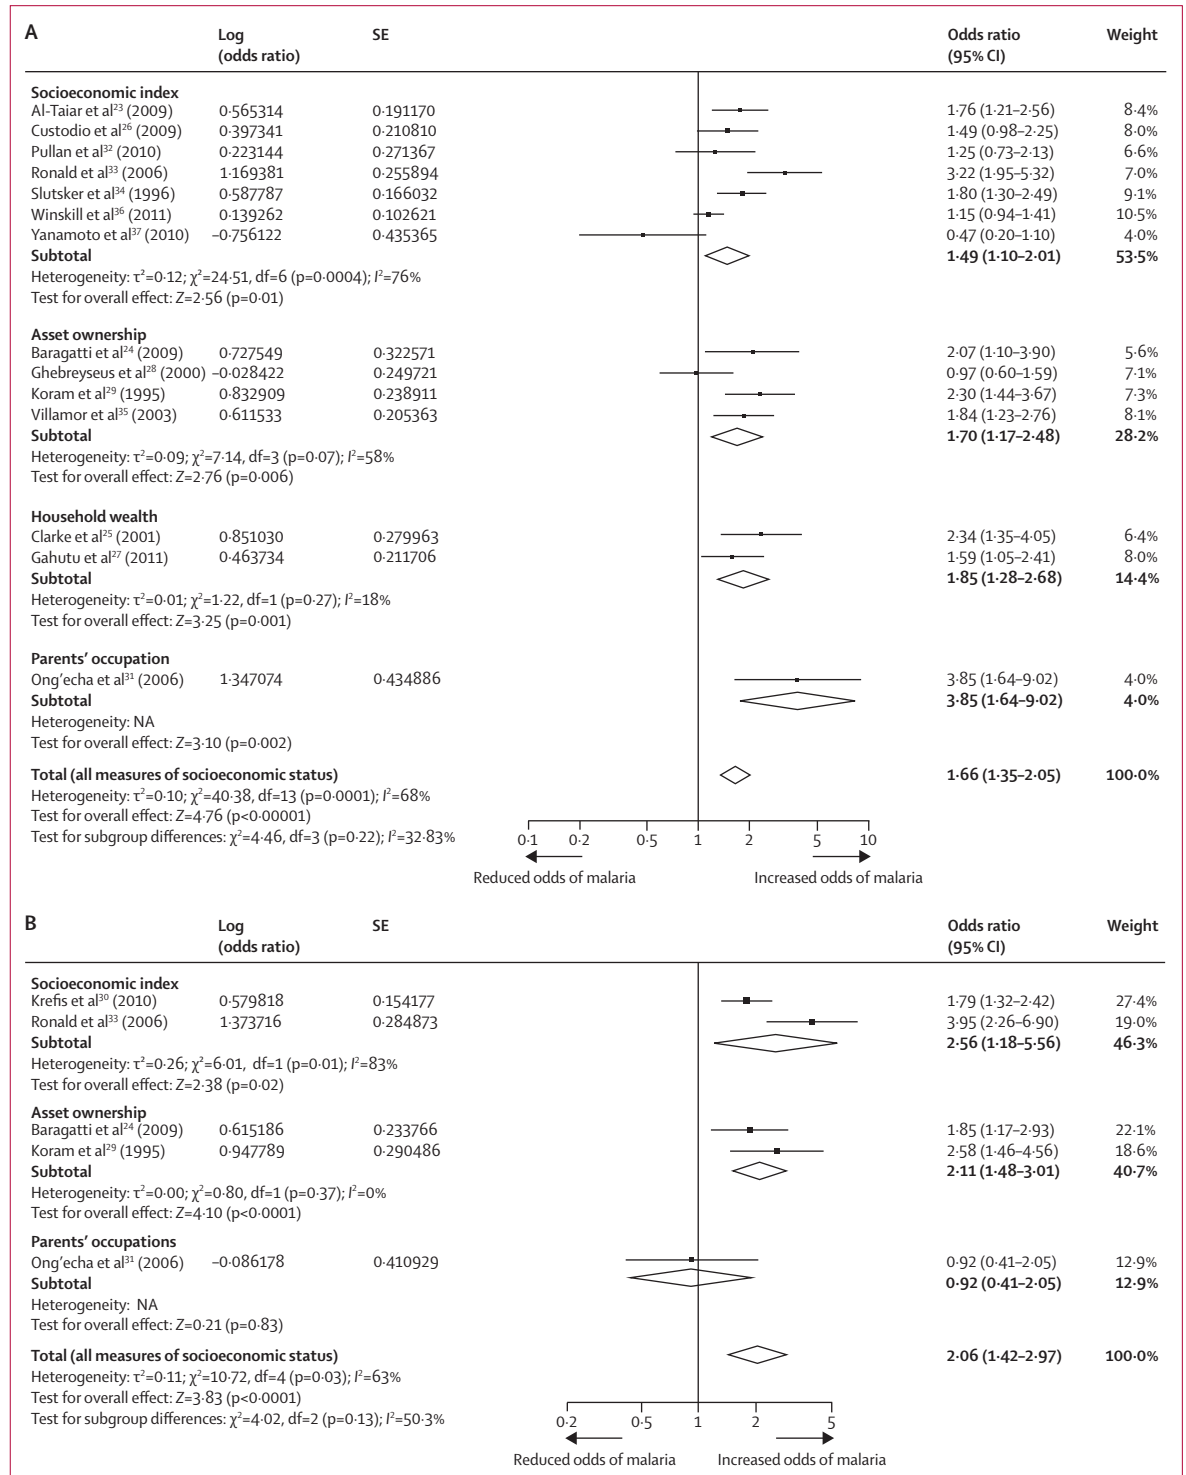 A
Log (odds ratio) SE Odds ratio (95% CI) Weight
Socioeconomic index
Al-Taiar et al²³ (2009) 0·565314 0·191170 1·76 (1·21–2·56) 8·4%
Custodio et al²⁶ (2009) 0·397341 0·210810 1·49 (0·98–2·25) 8·0%
Pullan et al³² (2010) 0·223144 0·271367 1·25 (0·73–2·13) 6·6%
Ronald et al³³ (2006) 1·169381 0·255894 3·22 (1·95–5·32) 7·0%
Slutsker et al³⁴ (1996) 0·587787 0·166032 1·80 (1·30–2·49) 9·1%
Winskill et al³⁶ (2011) 0·139262 0·102621 1·15 (0·94–1·41) 10·5%
Yanamoto et al³⁷ (2010) –0·756122 0·435365 0·47 (0·20–1·10) 4·0%
Subtotal 1·49 (1·10–2·01) 53·5%
Heterogeneity: τ²=0·12; χ²=24·51, df=6 (p=0·0004); I²=76%
Test for overall effect: Z=2·56 (p=0·01)
Asset ownership
Baragatti et al²⁴ (2009) 0·727549 0·322571 2·07 (1·10–3·90) 5·6%
Ghebreyseus et al²⁸ (2000) –0·028422 0·249721 0·97 (0·60–1·59) 7·1%
Koram et al²⁹ (1995) 0·832909 0·238911 2·30 (1·44–3·67) 7·3%
Villamor et al³⁵ (2003) 0·611533 0·205363 1·84 (1·23–2·76) 8·1%
Subtotal 1·70 (1·17–2·48) 28·2%
Heterogeneity: τ²=0·09; χ²=7·14, df=3 (p=0·07); I²=58%
Test for overall effect: Z=2·76 (p=0·006)
Household wealth
Clarke et al²⁵ (2001) 0·851030 0·279963 2·34 (1·35–4·05) 6·4%
Gahutu et al²⁷ (2011) 0·463734 0·211706 1·59 (1·05–2·41) 8·0%
Subtotal 1·85 (1·28–2·68) 14·4%
Heterogeneity: τ²=0·01; χ²=1·22, df=1 (p=0·27); I²=18%
Test for overall effect: Z=3·25 (p=0·001)
Parents’ occupation
Ong’echa et al³¹ (2006) 1·347074 0·434886 3·85 (1·64–9·02) 4·0%
Subtotal 3·85 (1·64–9·02) 4·0%
Heterogeneity: NA
Test for overall effect: Z=3·10 (p=0·002)
Total (all measures of socioeconomic status) 1·66 (1·35–2·05) 100·0%
Heterogeneity: τ²=0·10; χ²=40·38, df=13 (p=0·0001); I²=68%
Test for overall effect: Z=4·76 (p<0·00001)
Test for subgroup differences: χ²=4·46, df=3 (p=0·22); I²=32·83%
0·1 0·2 0·5 1 2 5 10
Reduced odds of malaria Increased odds of malaria
B
Log (odds ratio) SE Odds ratio (95% CI) Weight
Socioeconomic index
Krefis et al³⁰ (2010) 0·579818 0·154177 1·79 (1·32–2·42) 27·4%
Ronald et al³³ (2006) 1·373716 0·284873 3·95 (2·26–6·90) 19·0%
Subtotal 2·56 (1·18–5·56) 46·3%
Heterogeneity: τ²=0·26; χ²=6·01, df=1 (p=0·01); I²=83%
Test for overall effect: Z=2·38 (p=0·02)
Asset ownership
Baragatti et al²⁴ (2009) 0·615186 0·233766 1·85 (1·17–2·93) 22·1%
Koram et al²⁹ (1995) 0·947789 0·290486 2·58 (1·46–4·56) 18·6%
Subtotal 2·11 (1·48–3·01) 40·7%
Heterogeneity: τ²=0·00; χ²=0·80, df=1 (p=0·37); I²=0%
Test for overall effect: Z=4·10 (p<0·0001)
Parents’ occupations
Ong’echa et al³¹ (2006) –0·086178 0·410929 0·92 (0·41–2·05) 12·9%
Subtotal 0·92 (0·41–2·05) 12·9%
Heterogeneity: NA
Test for overall effect: Z=0·21 (p=0·83)
Total (all measures of socioeconomic status) 2·06 (1·42–2·97) 100·0%
Heterogeneity: τ²=0·11; χ²=10·72, df=4 (p=0·03); I²=63%
Test for overall effect: Z=3·83 (p<0·0001)
Test for subgroup differences: χ²=4·02, df=2 (p=0·13); I²=50·3%
0·2 0·5 1 2 5
Reduced odds of malaria Increased odds of malaria